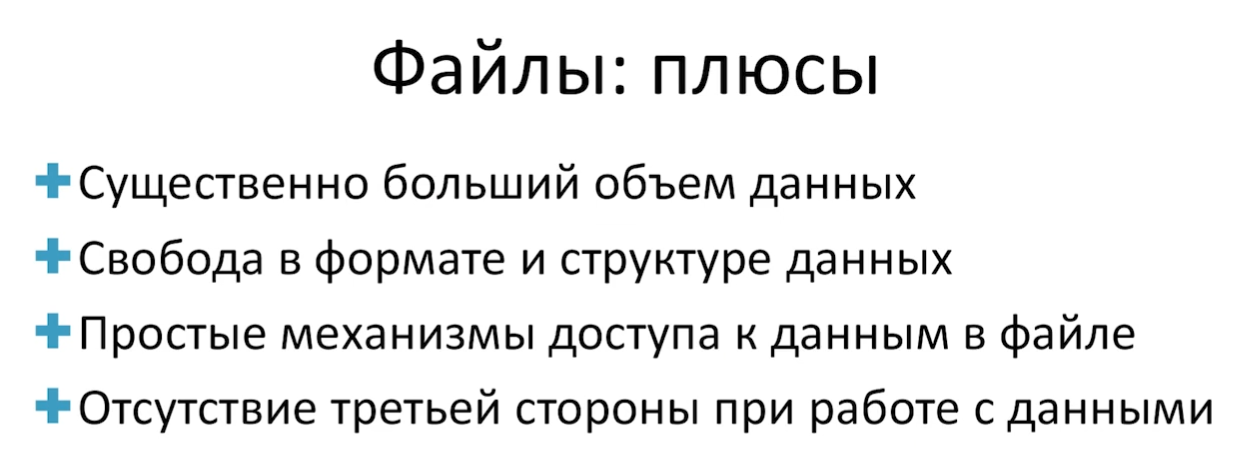 Файлы: плюсы
Существенно больший объем данных
Свобода в формате и структуре данных
Простые механизмы доступа к данным в файле
Отсутствие третьей стороны при работе с данными